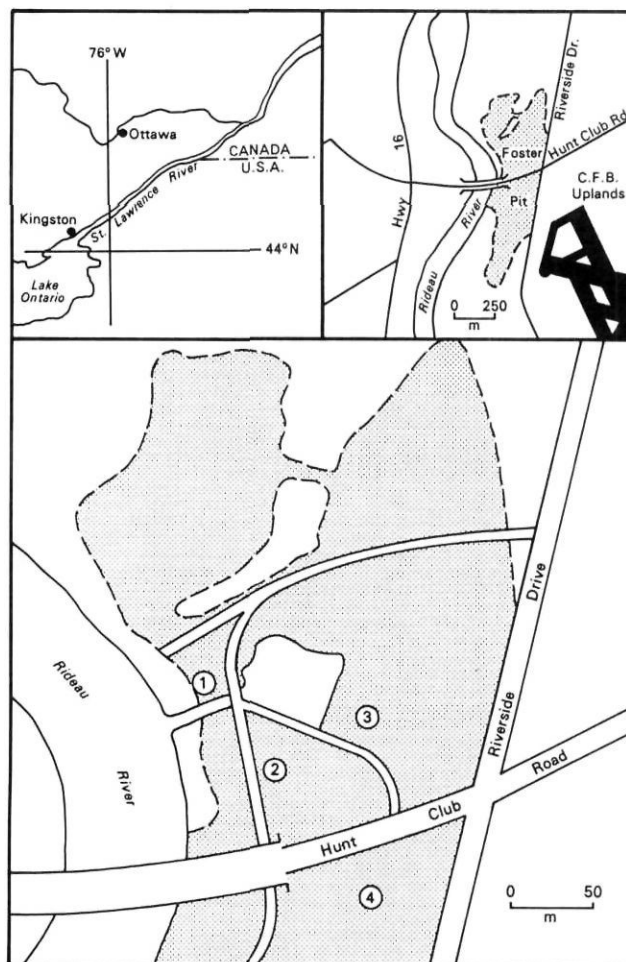 76° W
Ottawa
CANADA
U.S.A.
St. Lawrence River
Kingston
44° N
Lake
Ontario
Riverside Dr.
16
Hwy
Foster
Hunt Club Rd
Pit
C.F.B.
Uplands
Rideau River
0 250
m
Rideau
River
Riverside Drive
Hunt Club Road
1
2
3
4
0 50
m